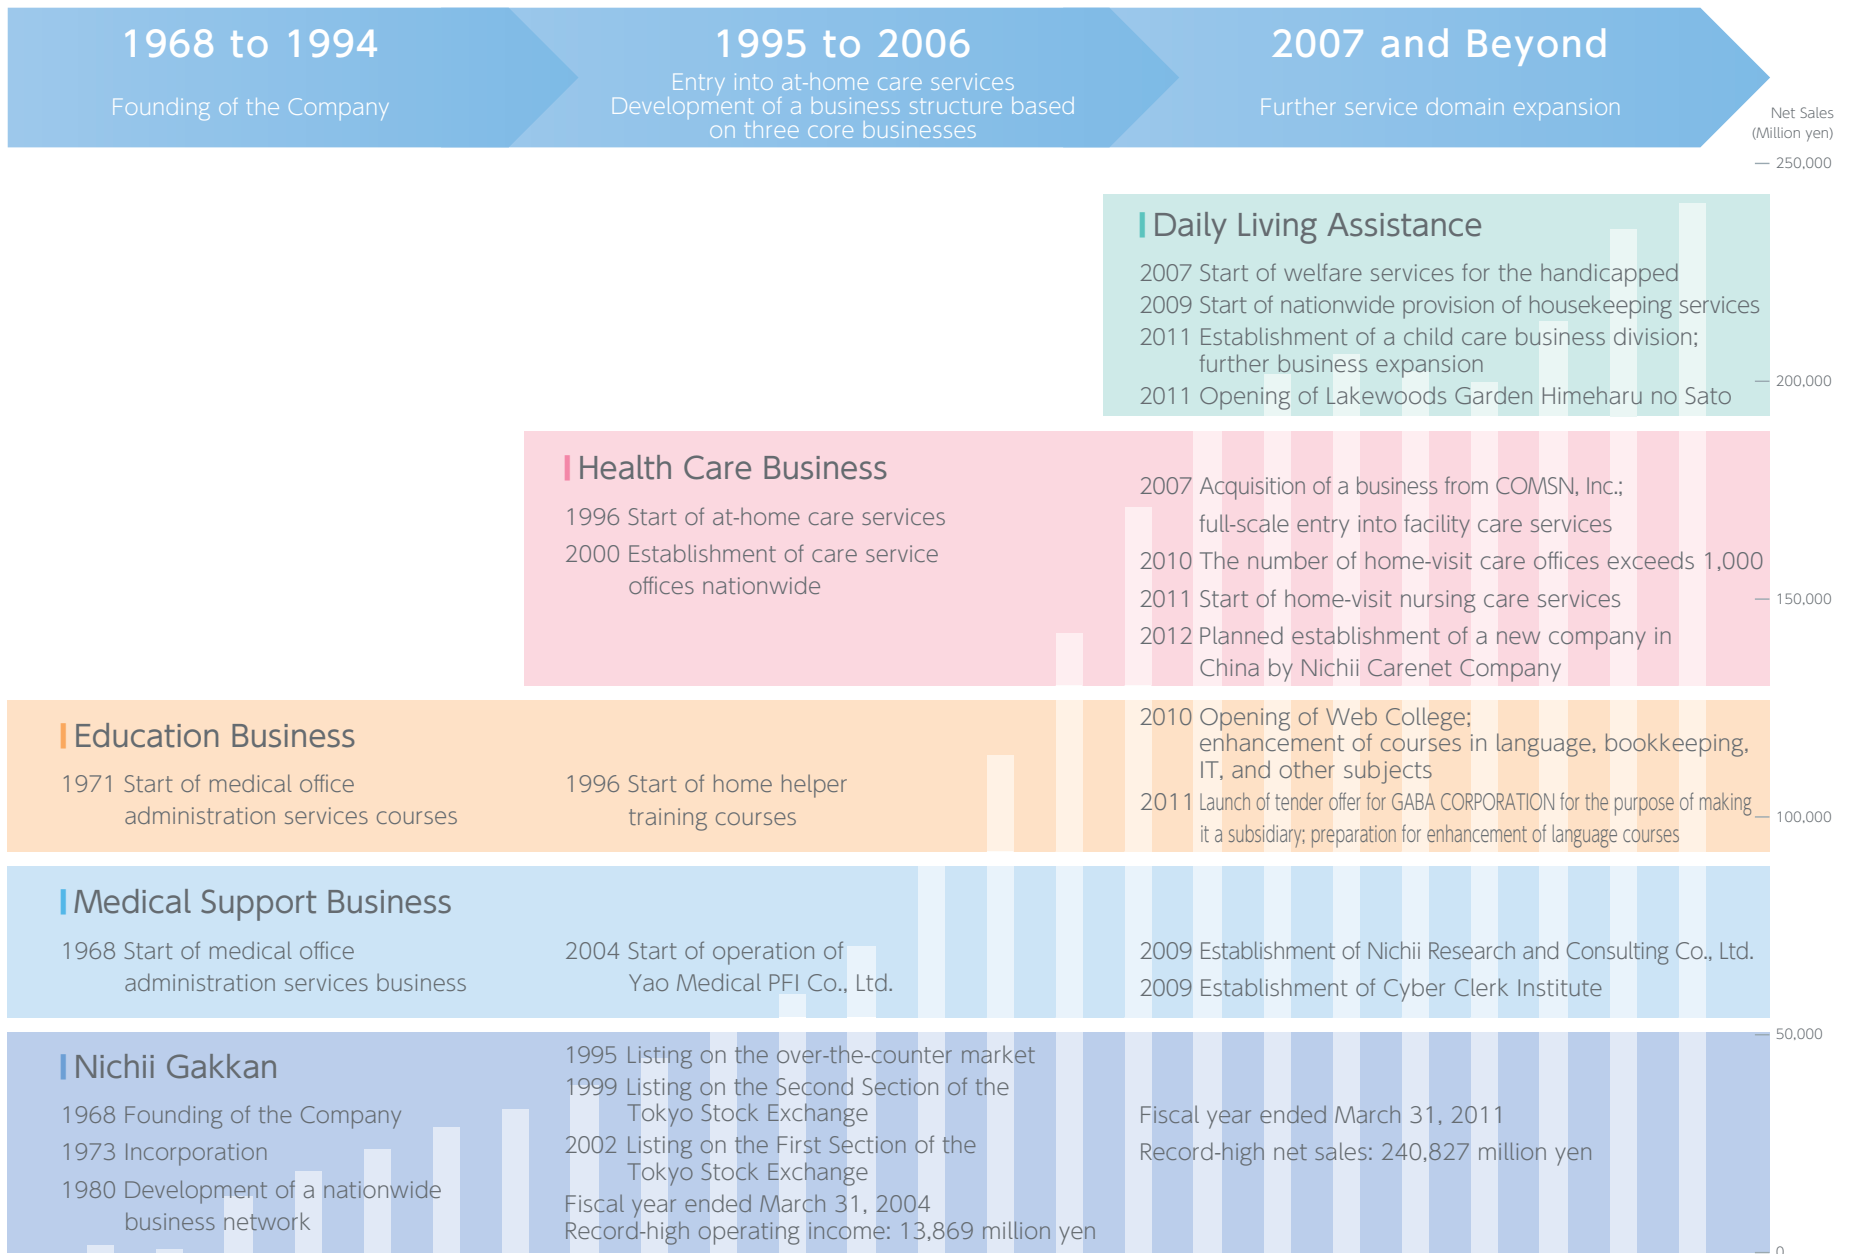 1968 to 1994
Founding of the Company
1995 to 2006
Entry into at-home care services
Development of a business structure based
on three core businesses
2007 and Beyond
Further service domain expansion
Net Sales
(Million yen)
250,000
Daily Living Assistance
2007 Start of welfare services for the handicapped
2009 Start of nationwide provision of housekeeping services
2011 Establishment of a child care business division;
further business expansion
2011 Opening of Lakewoods Garden Himeharu no Sato
200,000
Health Care Business
1996 Start of at-home care services
2000 Establishment of care service
offices nationwide
2007 Acquisition of a business from COMSN, Inc.;
full-scale entry into facility care services
2010 The number of home-visit care offices exceeds 1,000
2011 Start of home-visit nursing care services
2012 Planned establishment of a new company in
China by Nichii Carenet Company
150,000
Education Business
1971 Start of medical office
administration services courses
1996 Start of home helper
training courses
2010 Opening of Web College;
enhancement of courses in language, bookkeeping,
IT, and other subjects
2011 Launch of tender offer for GABA CORPORATION for the purpose of making
it a subsidiary; preparation for enhancement of language courses
100,000
Medical Support Business
1968 Start of medical office
administration services business
2004 Start of operation of
Yao Medical PFI Co., Ltd.
2009 Establishment of Nichii Research and Consulting Co., Ltd.
2009 Establishment of Cyber Clerk Institute
50,000
Nichii Gakkan
1968 Founding of the Company
1973 Incorporation
1980 Development of a nationwide
business network
1995 Listing on the over-the-counter market
1999 Listing on the Second Section of the
Tokyo Stock Exchange
2002 Listing on the First Section of the
Tokyo Stock Exchange
Fiscal year ended March 31, 2004
Record-high operating income: 13,869 million yen
Fiscal year ended March 31, 2011
Record-high net sales: 240,827 million yen
0